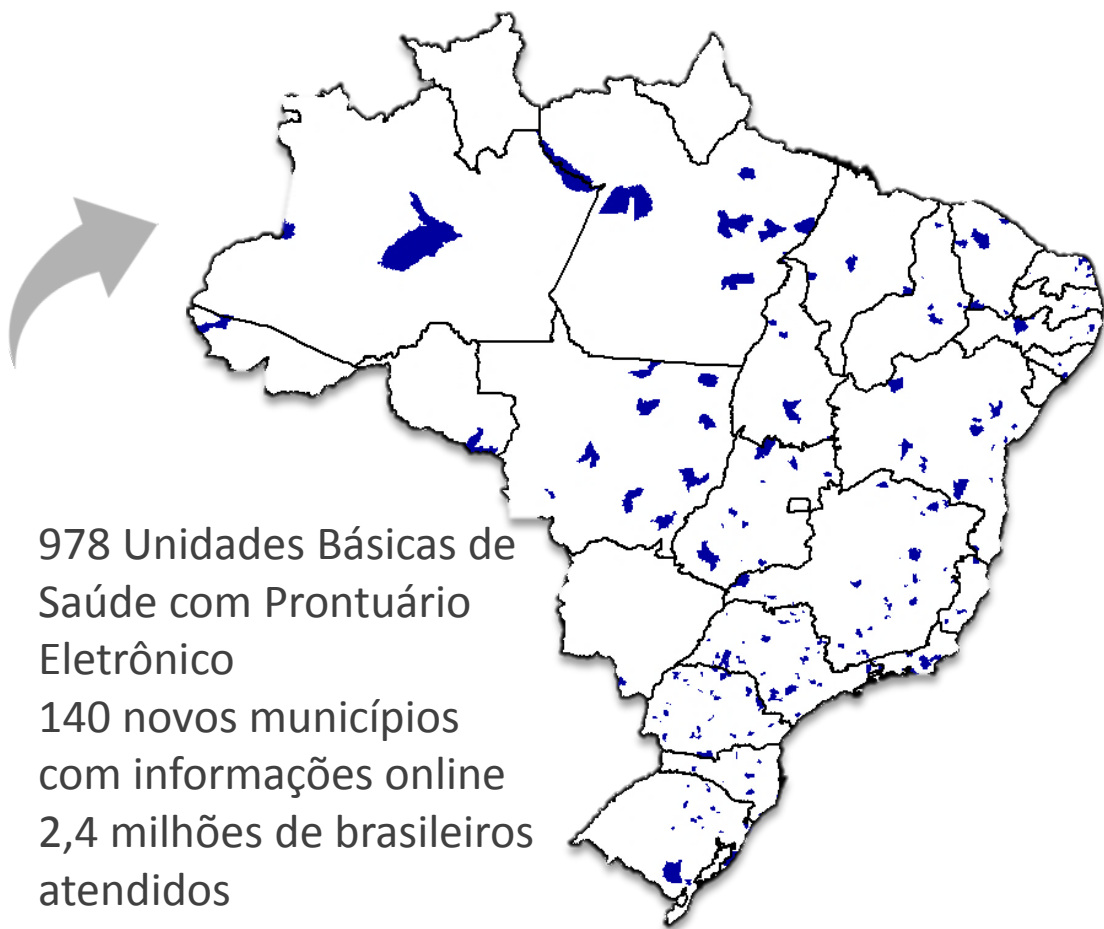 978 Unidades Básicas de
Saúde com Prontuário
Eletrônico
140 novos municípios
com informações online
2,4 milhões de brasileiros
atendidos